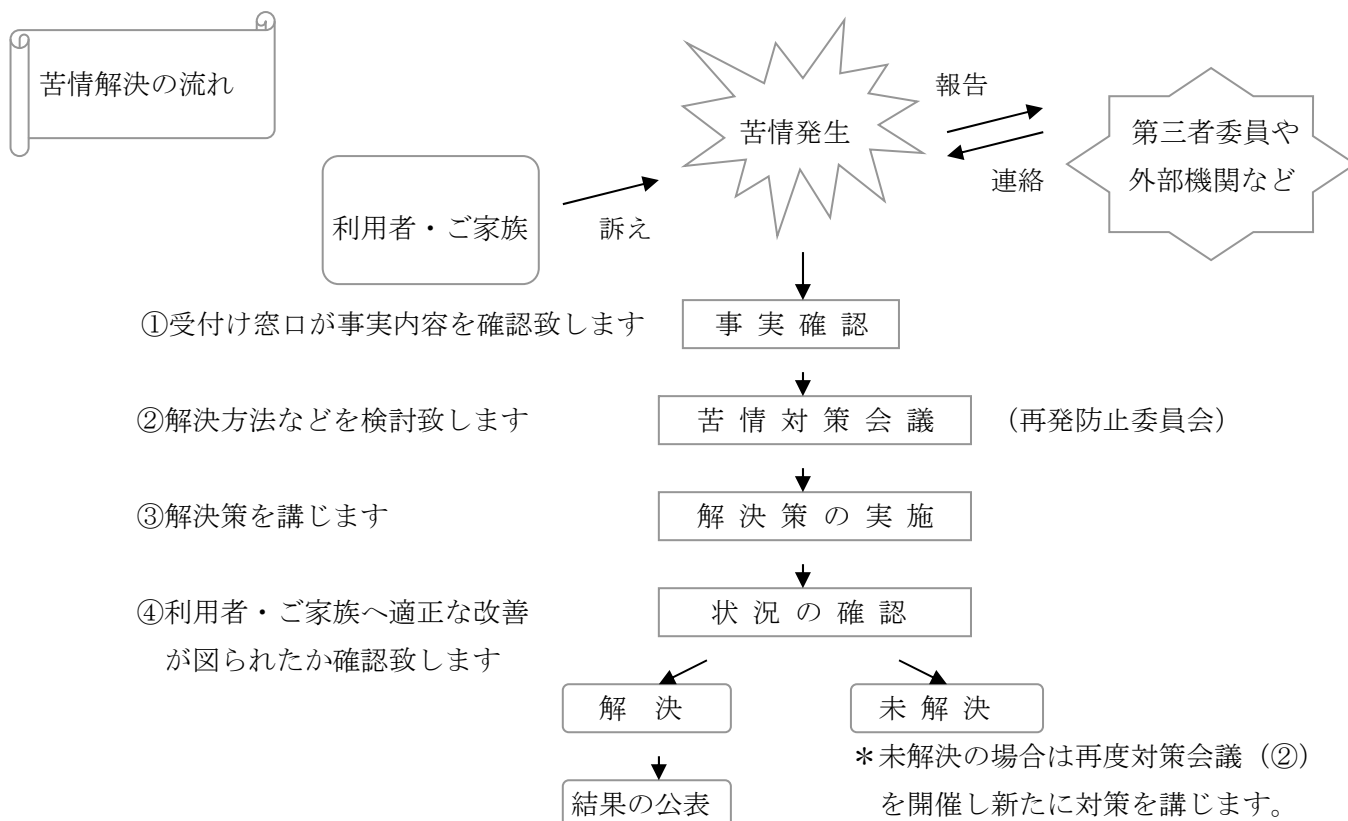 苦情解決の流れ
苦情発生
報告
連絡
第三者委員や
外部機関など
利用者・ご家族
訴え
①受付け窓口が事実内容を確認致します
事 実 確 認
②解決方法などを検討致します
苦 情 対 策 会 議
（再発防止委員会）
③解決策を講じます
解 決 策 の 実 施
④利用者・ご家族へ適正な改善
が図られたか確認致します
状 況 の 確 認
解　決
未 解 決
結果の公表
＊未解決の場合は再度対策会議（②）
を開催し新たに対策を講じます。